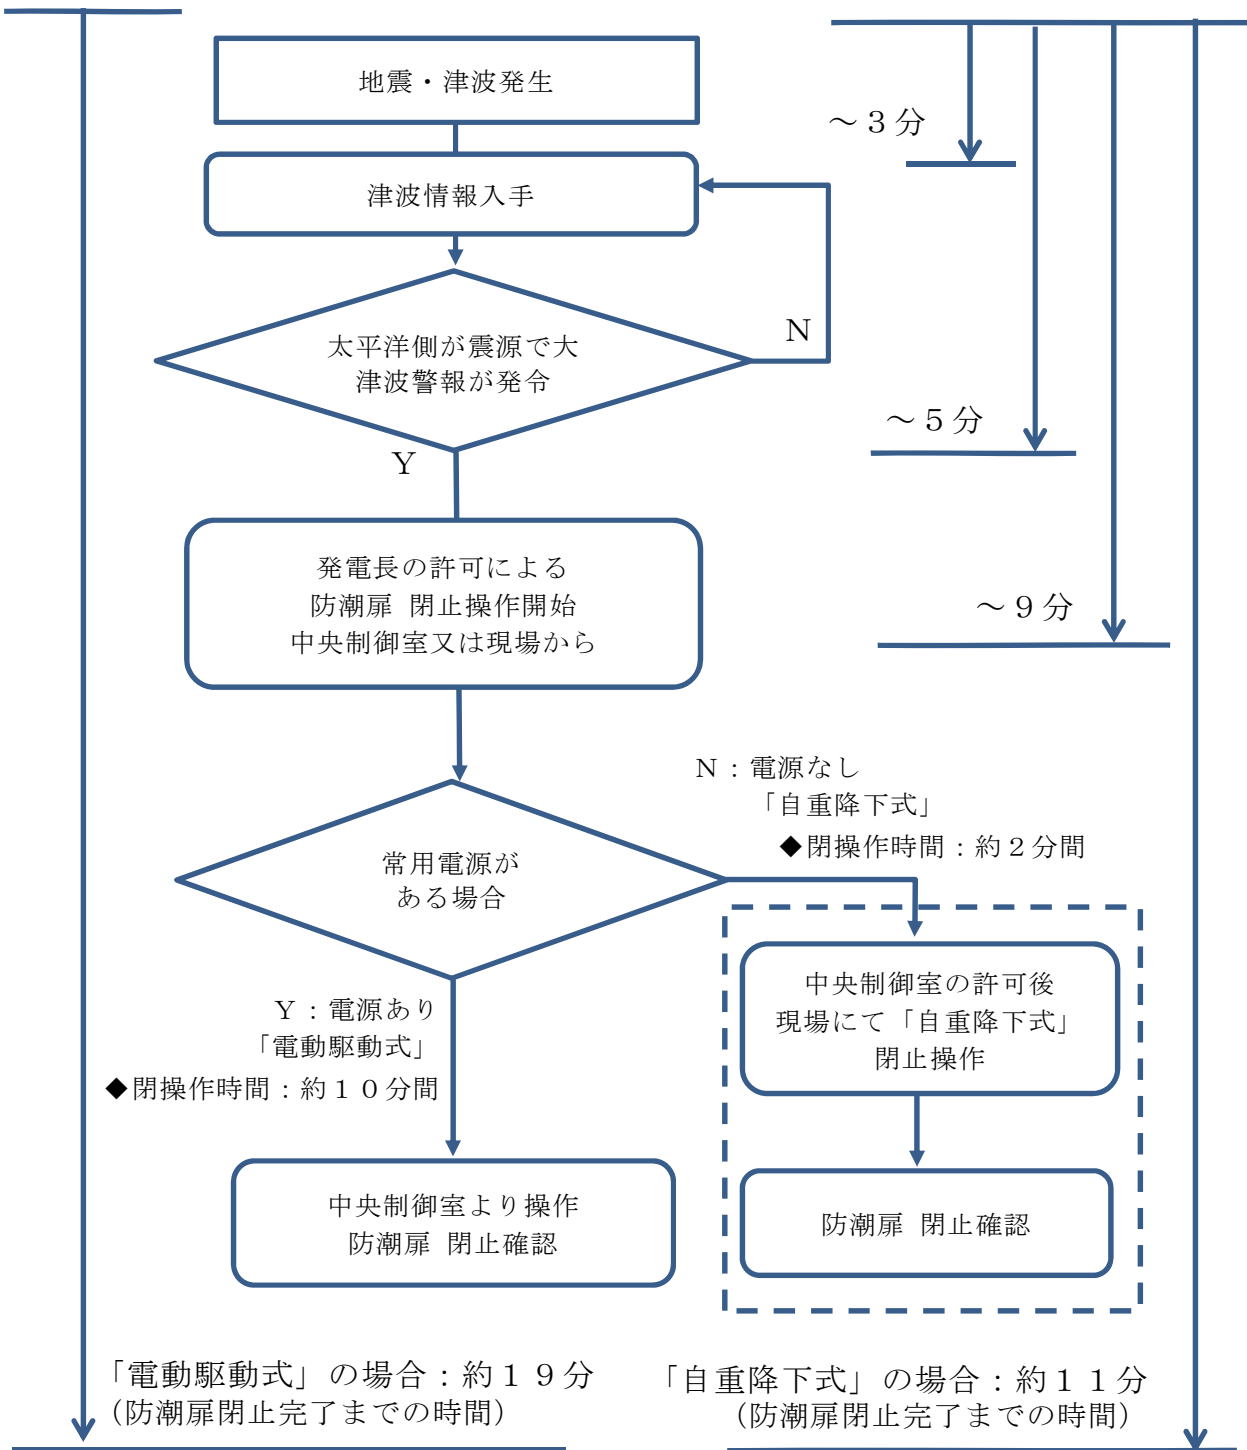 地震・津波発生
～３分
津波情報入手
太平洋側が震源で大
津波警報が発令
N
～５分
Y
発電長の許可による
防潮扉 閉止操作開始
中央制御室又は現場から
～９分
N：電源なし
「自重降下式」
◆閉操作時間：約２分間
常用電源が
ある場合
Y：電源あり
「電動駆動式」
◆閉操作時間：約１０分間
中央制御室の許可後
現場にて「自重降下式」
閉止操作
中央制御室より操作
防潮扉 閉止確認
防潮扉 閉止確認
「電動駆動式」の場合：約１９分
（防潮扉閉止完了までの時間）
「自重降下式」の場合：約１１分
（防潮扉閉止完了までの時間）